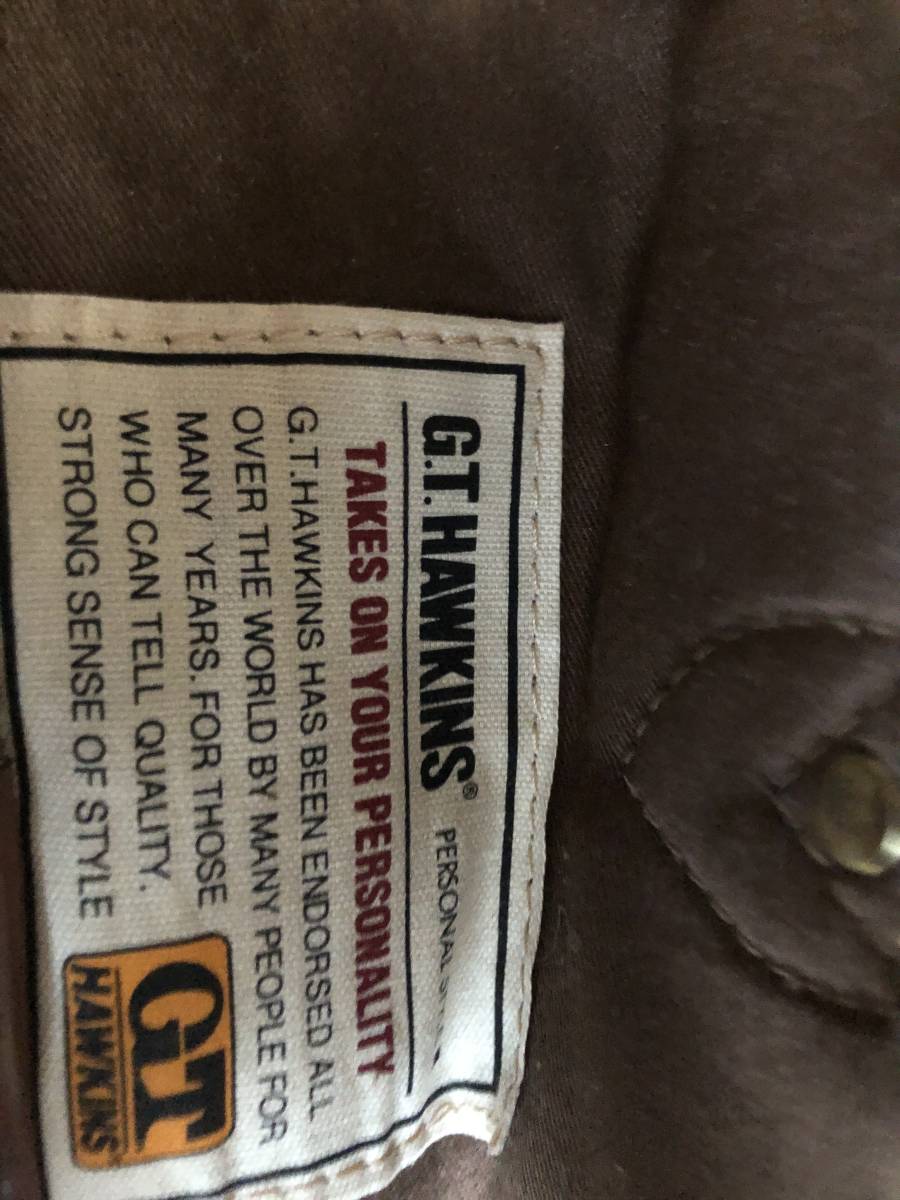 G.T. HAWKINS® PERSONAL
TAKES ON YOUR PERSONALITY
G.T.HAWKINS HAS BEEN ENDORSED ALL
OVER THE WORLD BY MANY PEOPLE FOR
MANY YEARS. FOR THOSE
WHO CAN TELL QUALITY.
STRONG SENSE OF STYLE
GT
HAWKINS